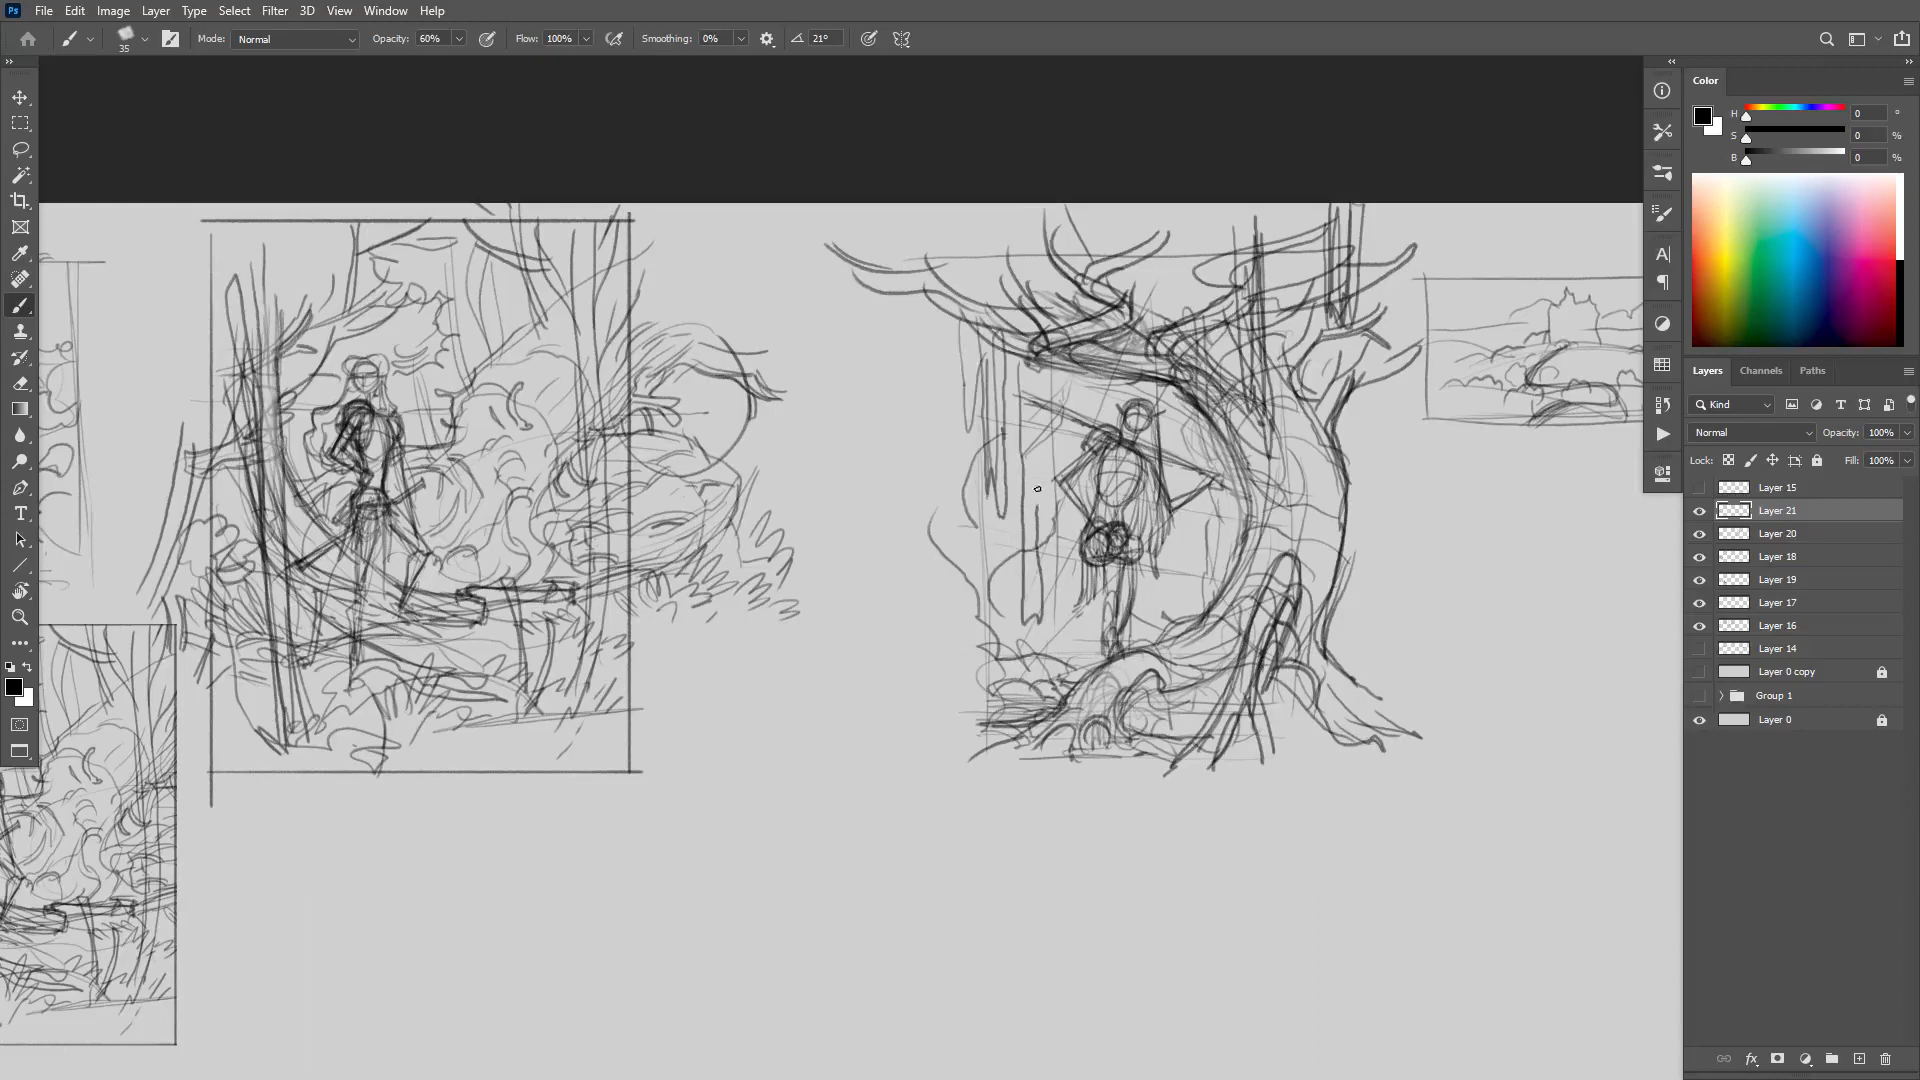 Ps File Edit Image Layer Type Select Filter 3D View Window Help
35 Mode: Normal Opacity: 60% Flow: 100% Smoothing: 0% 21°
Color
H 0 °
S 0 %
B 0 %
Layers Channels Paths
Kind
Normal Opacity: 100%
Lock: Fill: 100%
Layer 15
Layer 21
Layer 20
Layer 18
Layer 19
Layer 17
Layer 16
Layer 14
Layer 0 copy
Group 1
Layer 0